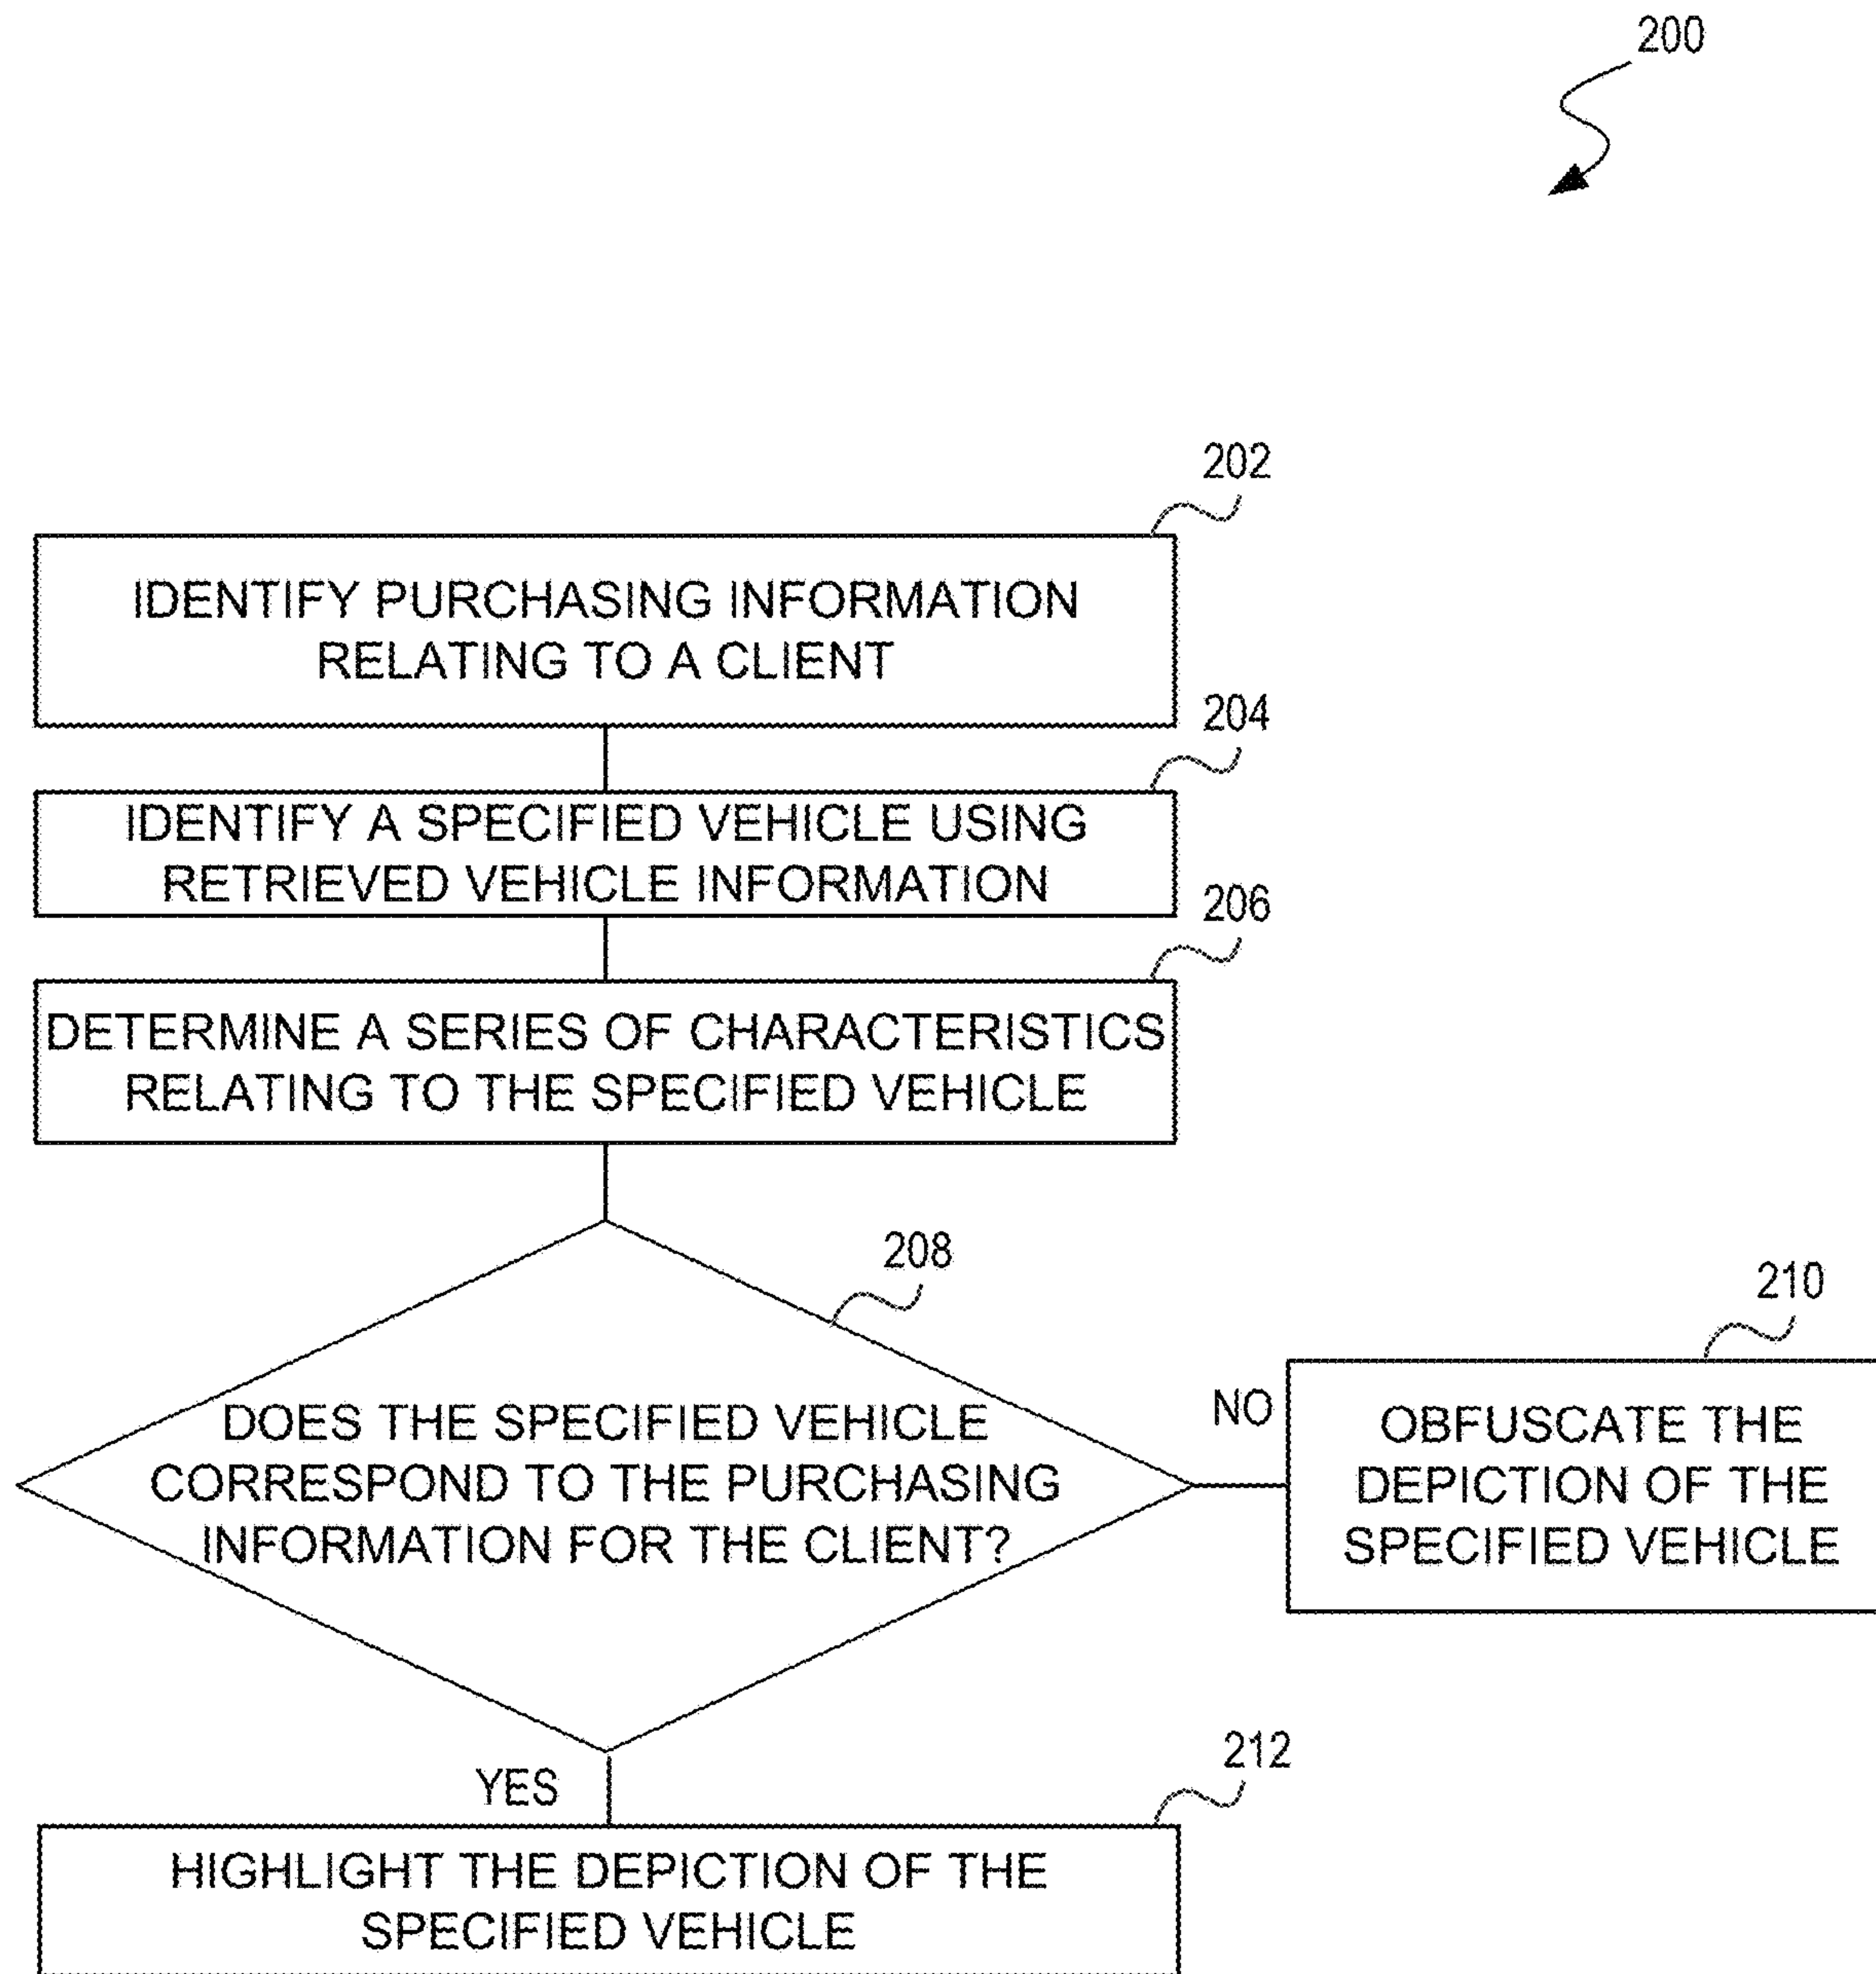 200
202
IDENTIFY PURCHASING INFORMATION
RELATING TO A CLIENT
204
IDENTIFY A SPECIFIED VEHICLE USING
RETRIEVED VEHICLE INFORMATION
206
DETERMINE A SERIES OF CHARACTERISTICS
RELATING TO THE SPECIFIED VEHICLE
208
DOES THE SPECIFIED VEHICLE
CORRESPOND TO THE PURCHASING
INFORMATION FOR THE CLIENT?
NO
210
OBFUSCATE THE
DEPICTION OF THE
SPECIFIED VEHICLE
YES
212
HIGHLIGHT THE DEPICTION OF THE
SPECIFIED VEHICLE